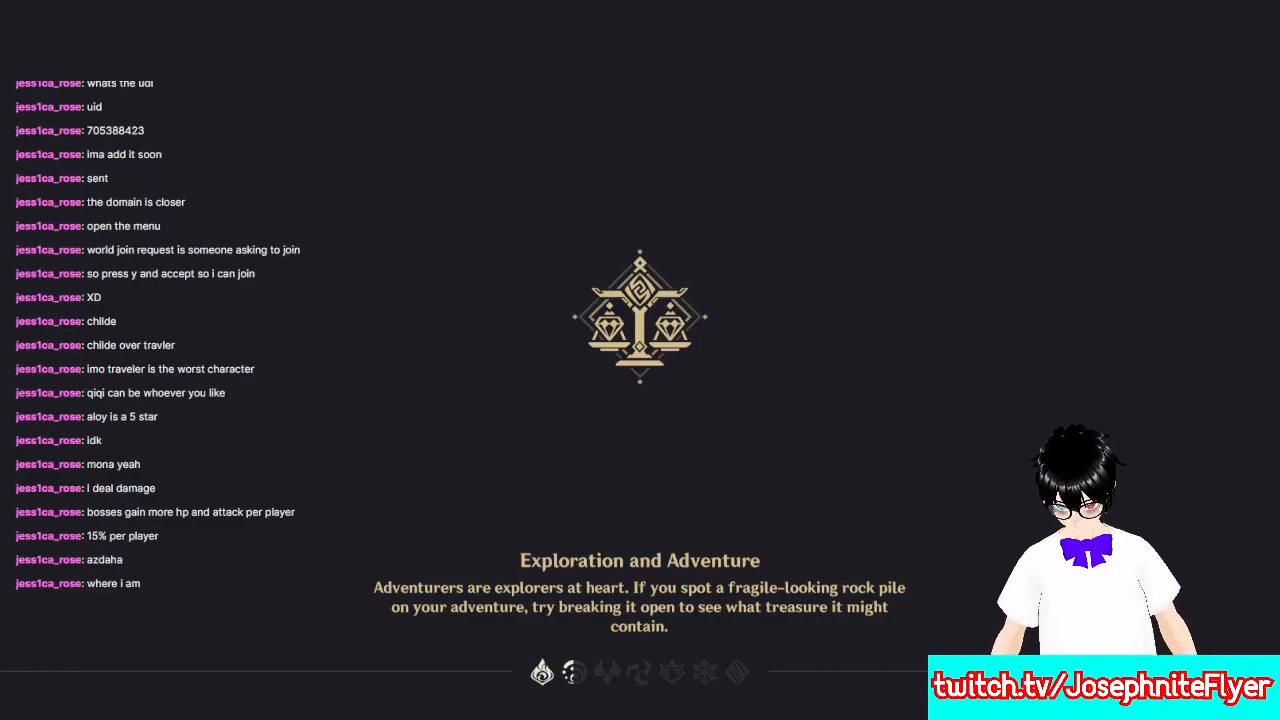 jess1ca_rose: whats the udi
jess1ca_rose: uid
jess1ca_rose: 705388423
jess1ca_rose: ima add it soon
jess1ca_rose: sent
jess1ca_rose: the domain is closer
jess1ca_rose: open the menu
jess1ca_rose: world join request is someone asking to join
jess1ca_rose: so press y and accept so i can join
jess1ca_rose: XD
jess1ca_rose: childe
jess1ca_rose: childe over travler
jess1ca_rose: imo traveler is the worst character
jess1ca_rose: qiqi can be whoever you like
jess1ca_rose: aloy is a 5 star
jess1ca_rose: idk
jess1ca_rose: mona yeah
jess1ca_rose: i deal damage
jess1ca_rose: bosses gain more hp and attack per player
jess1ca_rose: 15% per player
jess1ca_rose: azdaha
jess1ca_rose: where i am
Exploration and Adventure
Adventurers are explorers at heart. If you spot a fragile-looking rock pile
on your adventure, try breaking it open to see what treasure it might
contain.
twitch.tv/JosephniteFlyer